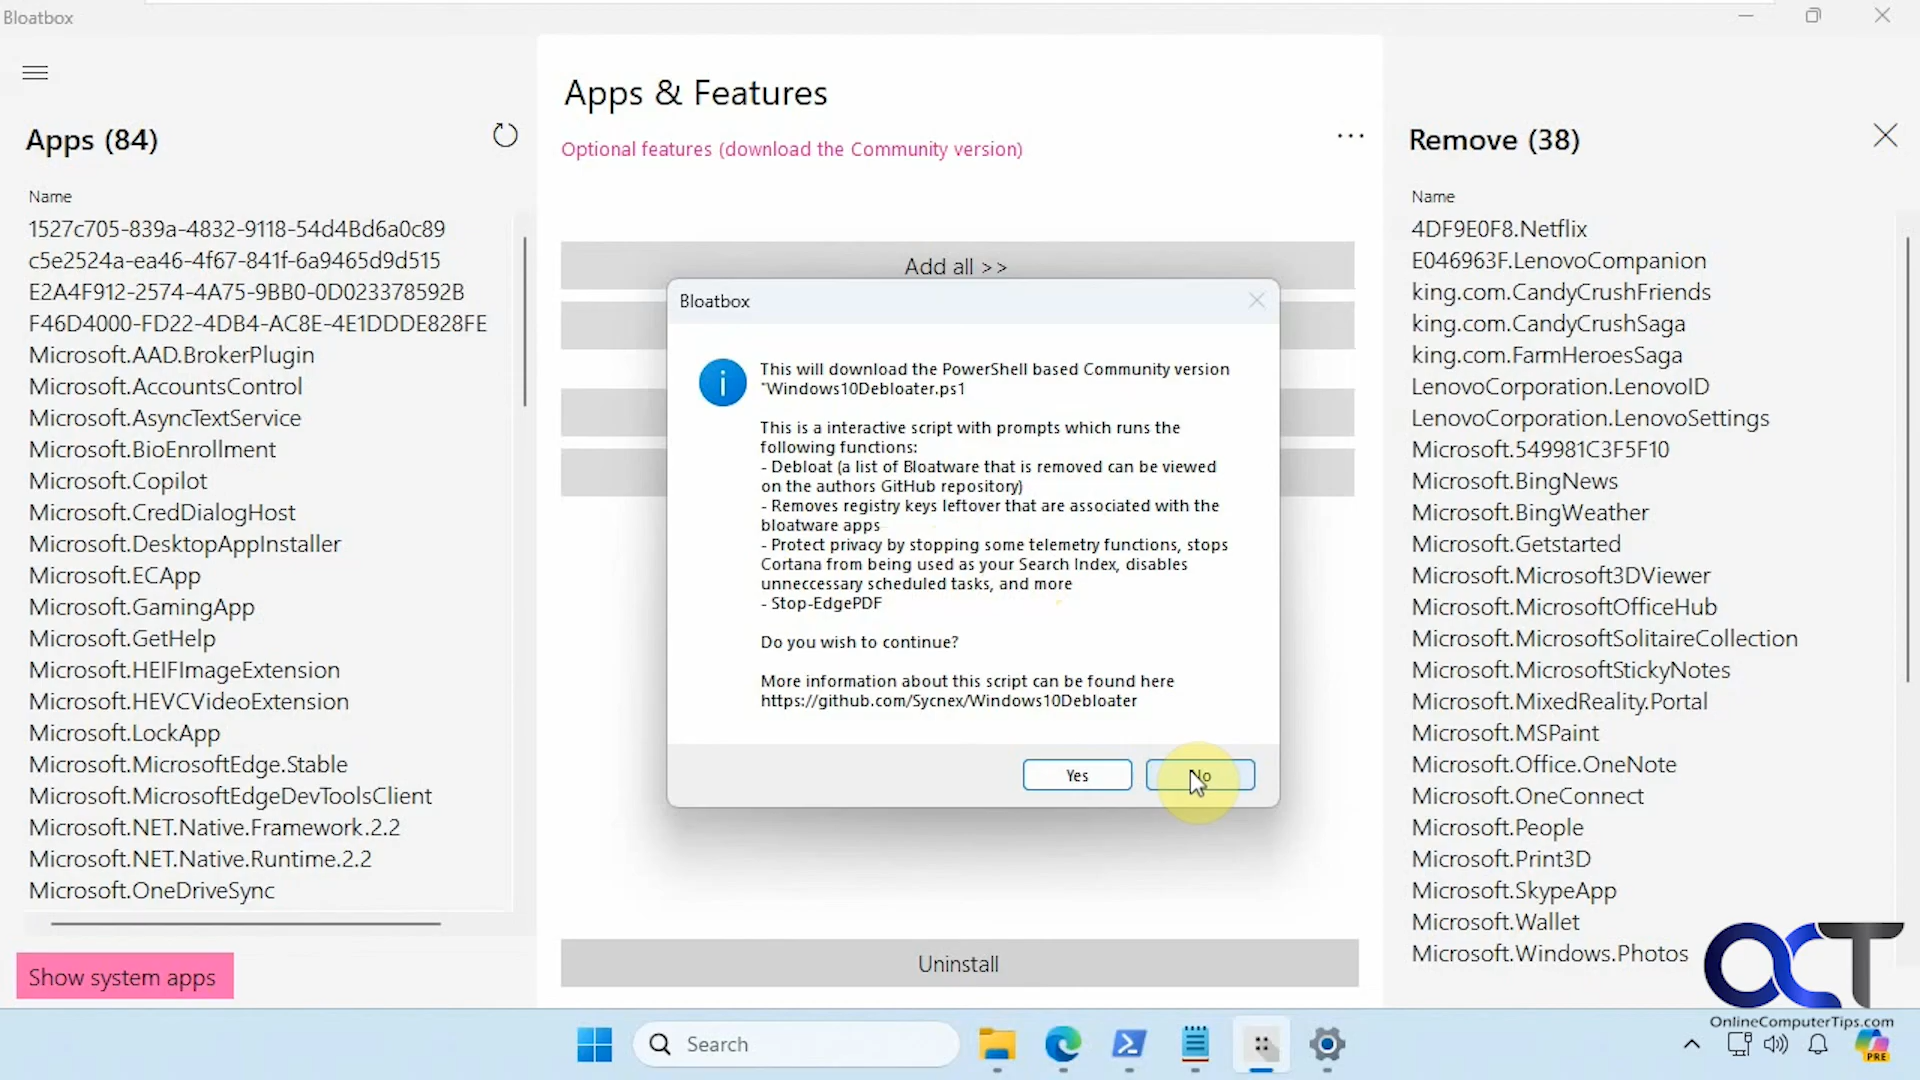 Bloatbox
Apps (84)
Name
1527c705-839a-4832-9118-54d4Bd6a0c89
c5e2524a-ea46-4f67-841f-6a9465d9d515
E2A4F912-2574-4A75-9BB0-0D023378592B
F46D4000-FD22-4DB4-AC8E-4E1DDDE828FE
Microsoft.AAD.BrokerPlugin
Microsoft.AccountsControl
Microsoft.AsyncTextService
Microsoft.BioEnrollment
Microsoft.Copilot
Microsoft.CredDialogHost
Microsoft.DesktopAppInstaller
Microsoft.ECApp
Microsoft.GamingApp
Microsoft.GetHelp
Microsoft.HEIFImageExtension
Microsoft.HEVCVideoExtension
Microsoft.LockApp
Microsoft.MicrosoftEdge.Stable
Microsoft.MicrosoftEdgeDevToolsClient
Microsoft.NET.Native.Framework.2.2
Microsoft.NET.Native.Runtime.2.2
Microsoft.OneDriveSync
Show system apps
Apps & Features
Optional features (download the Community version)
...
Add all >>
Bloatbox
This will download the PowerShell based Community version
"Windows10Debloater.ps1
This is a interactive script with prompts which runs the
following functions:
- Debloat (a list of Bloatware that is removed can be viewed
on the authors GitHub repository)
- Removes registry keys leftover that are associated with the
bloatware apps
- Protect privacy by stopping some telemetry functions, stops
Cortana from being used as your Search Index, disables
unneccessary scheduled tasks, and more
- Stop-EdgePDF
Do you wish to continue?
More information about this script can be found here
https://github.com/Sycnex/Windows10Debloater
Yes
No
Uninstall
Remove (38)
Name
4DF9E0F8.Netflix
E046963F.LenovoCompanion
king.com.CandyCrushFriends
king.com.CandyCrushSaga
king.com.FarmHeroesSaga
LenovoCorporation.LenovoID
LenovoCorporation.LenovoSettings
Microsoft.549981C3F5F10
Microsoft.BingNews
Microsoft.BingWeather
Microsoft.Getstarted
Microsoft.Microsoft3DViewer
Microsoft.MicrosoftOfficeHub
Microsoft.MicrosoftSolitaireCollection
Microsoft.MicrosoftStickyNotes
Microsoft.MixedReality.Portal
Microsoft.MSPaint
Microsoft.Office.OneNote
Microsoft.OneConnect
Microsoft.People
Microsoft.Print3D
Microsoft.SkypeApp
Microsoft.Wallet
Microsoft.Windows.Photos
OCT
OnlineComputerTips.com
Search
PRE